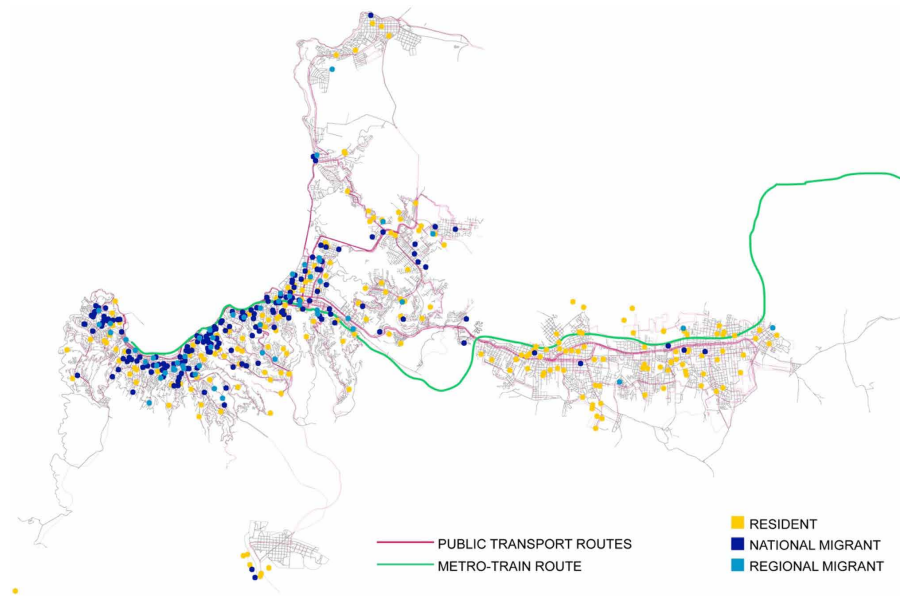 PUBLIC TRANSPORT ROUTES
METRO-TRAIN ROUTE
RESIDENT
NATIONAL MIGRANT
REGIONAL MIGRANT